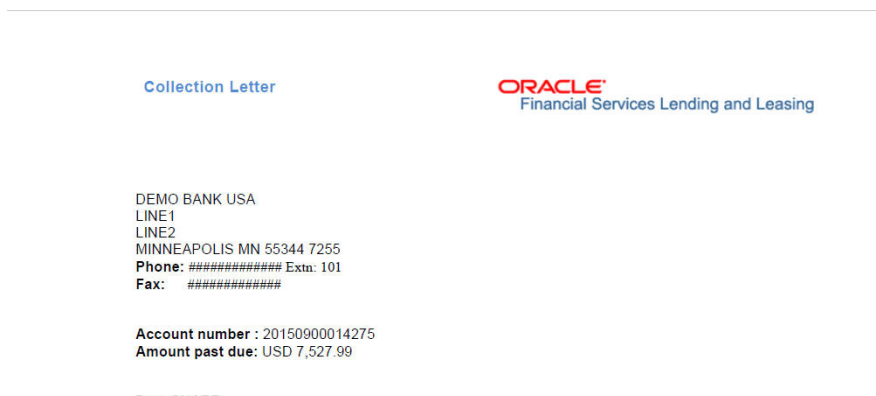 Collection Letter
ORACLE
Financial Services Lending and Leasing
DEMO BANK USA
LINE1
LINE2
MINNEAPOLIS MN 55344 7255
Phone: ############# Extn: 101
Fax: #############
Account number : 20150900014275
Amount past due: USD 7,527.99